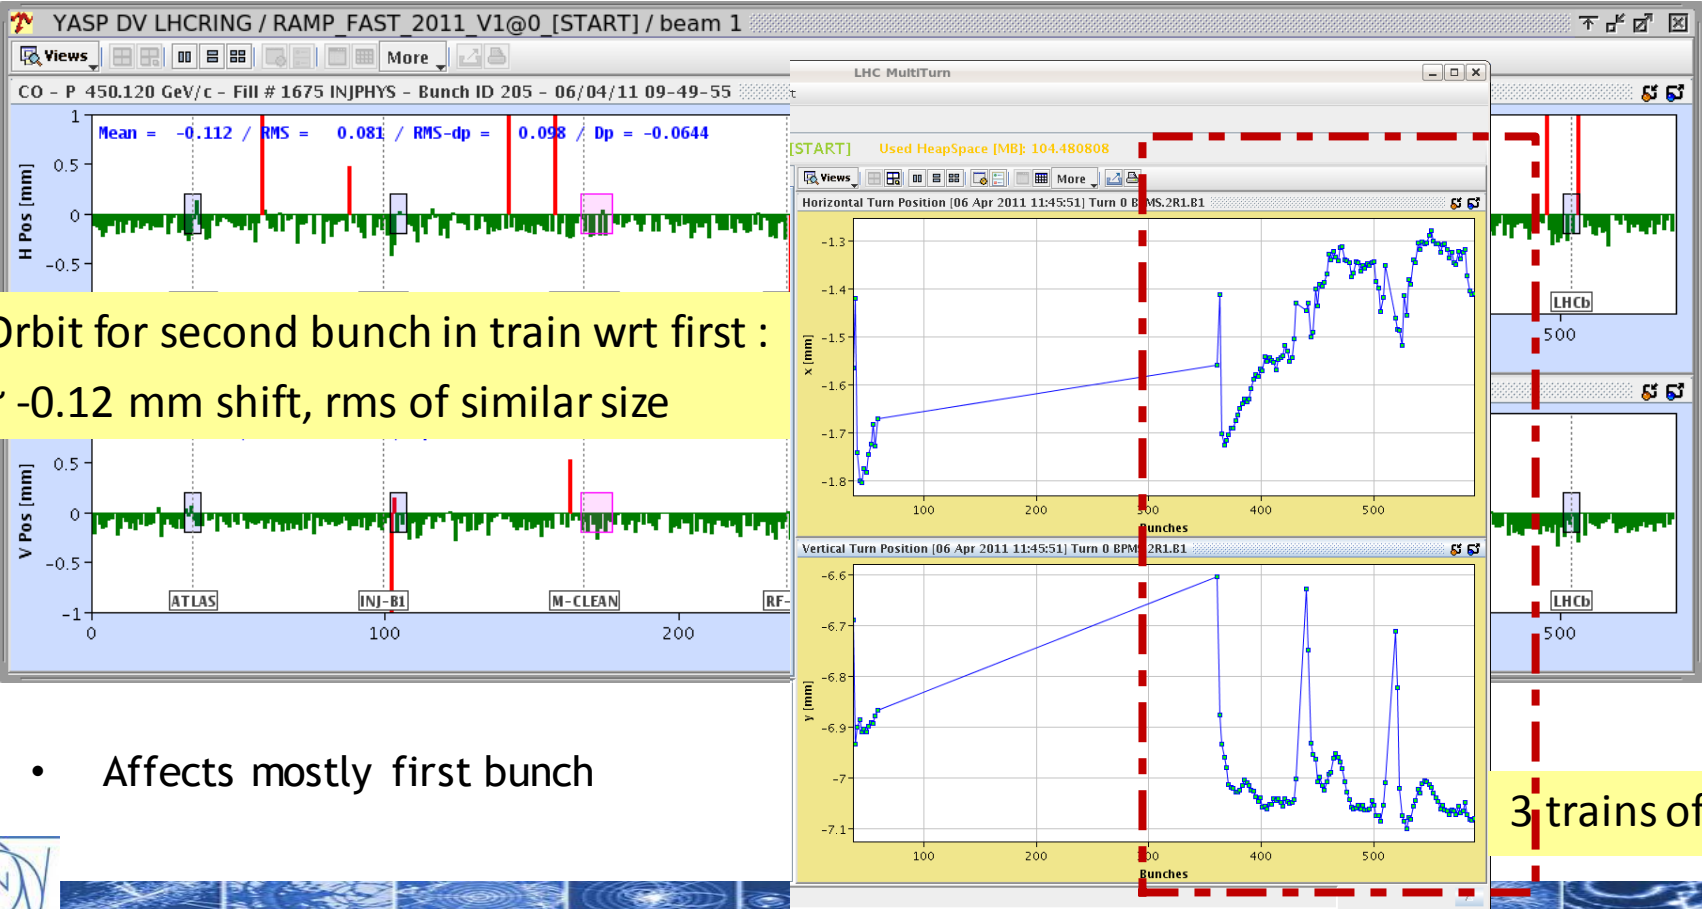 YASP DV LHCRING / RAMP_FAST_2011_V1@0_[START] / beam 1
Views
More
CO - P 450.120 GeV/c - Fill # 1675 INJPHYS - Bunch ID 205 - 06/04/11 09-49-55
Mean = -0.112 / RMS = 0.081 / RMS-dp = 0.098 / Dp = -0.0644
H Pos [mm]
1
0.5
0
-0.5
LHCb
500
Orbit for second bunch in train wrt first :
~ -0.12 mm shift, rms of similar size
V Pos [mm]
0.5
0
-0.5
-1
ATLAS
INJ-B1
M-CLEAN
RF-
LHCb
0
100
200
500
LHC MultiTurn
[START]
Used HeapSpace [MB]: 104.480808
Views
More
Horizontal Turn Position [06 Apr 2011 11:45:51] Turn 0 BPMS.2R1.B1
x [mm]
-1.3
-1.4
-1.5
-1.6
-1.7
-1.8
100
200
300
400
500
Bunches
Vertical Turn Position [06 Apr 2011 11:45:51] Turn 0 BPMS.2R1.B1
y [mm]
-6.6
-6.7
-6.8
-6.9
-7
-7.1
100
200
300
400
500
Bunches
• Affects mostly first bunch
3 trains of